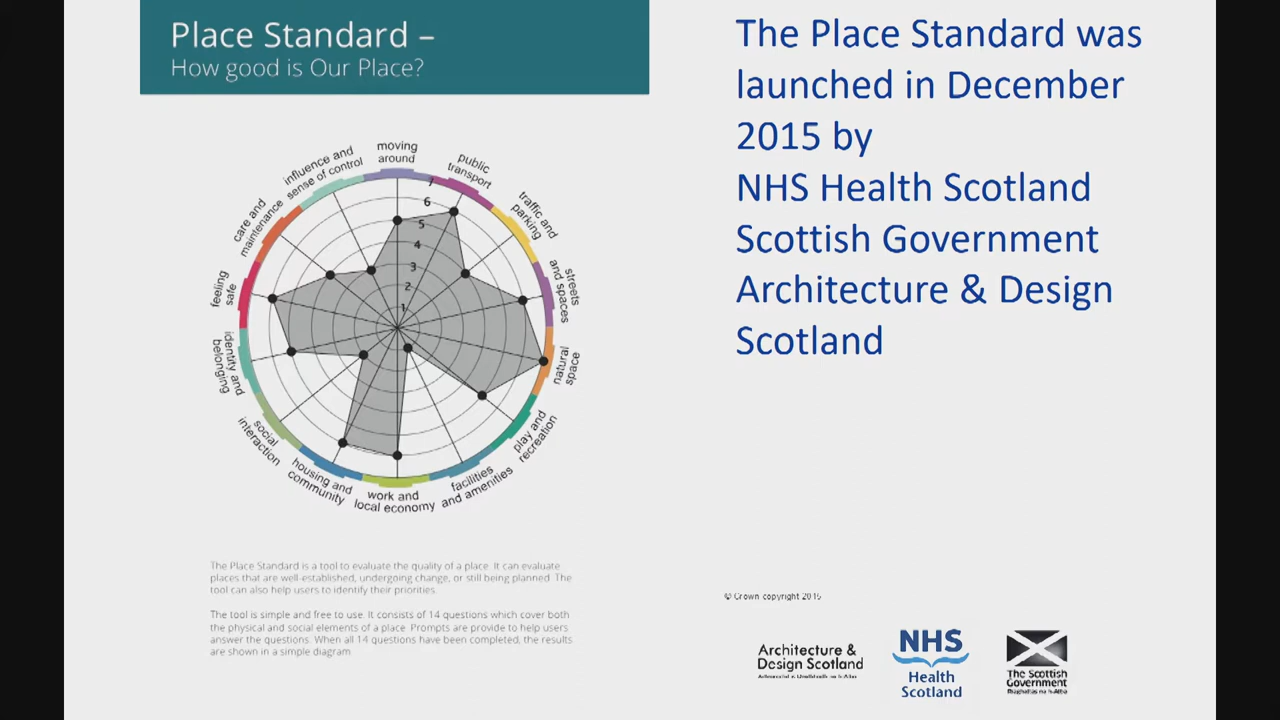 Place Standard –
How good is Our Place?
moving
around
public
transport
traffic and
parking
streets
and spaces
natural
space
play and
recreation
facilities
and amenities
work and
local economy
housing and
community
social
interaction
identity and
belonging
feeling
safe
care and
maintenance
influence and
sense of control
7
6
5
4
3
2
1
The Place Standard is a tool to evaluate the quality of a place. It can evaluate
places that are well-established, undergoing change, or still being planned. The
tool can also help users to identify their priorities.
The tool is simple and free to use. It consists of 14 questions which cover both
the physical and social elements of a place. Prompts are provide to help users
answer the questions. When all 14 questions have been completed, the results
are shown in a simple diagram.
The Place Standard was
launched in December
2015 by
NHS Health Scotland
Scottish Government
Architecture & Design
Scotland
© Crown copyright 2015
Architecture &
Design Scotland
NHS
Health
Scotland
The Scottish
Government